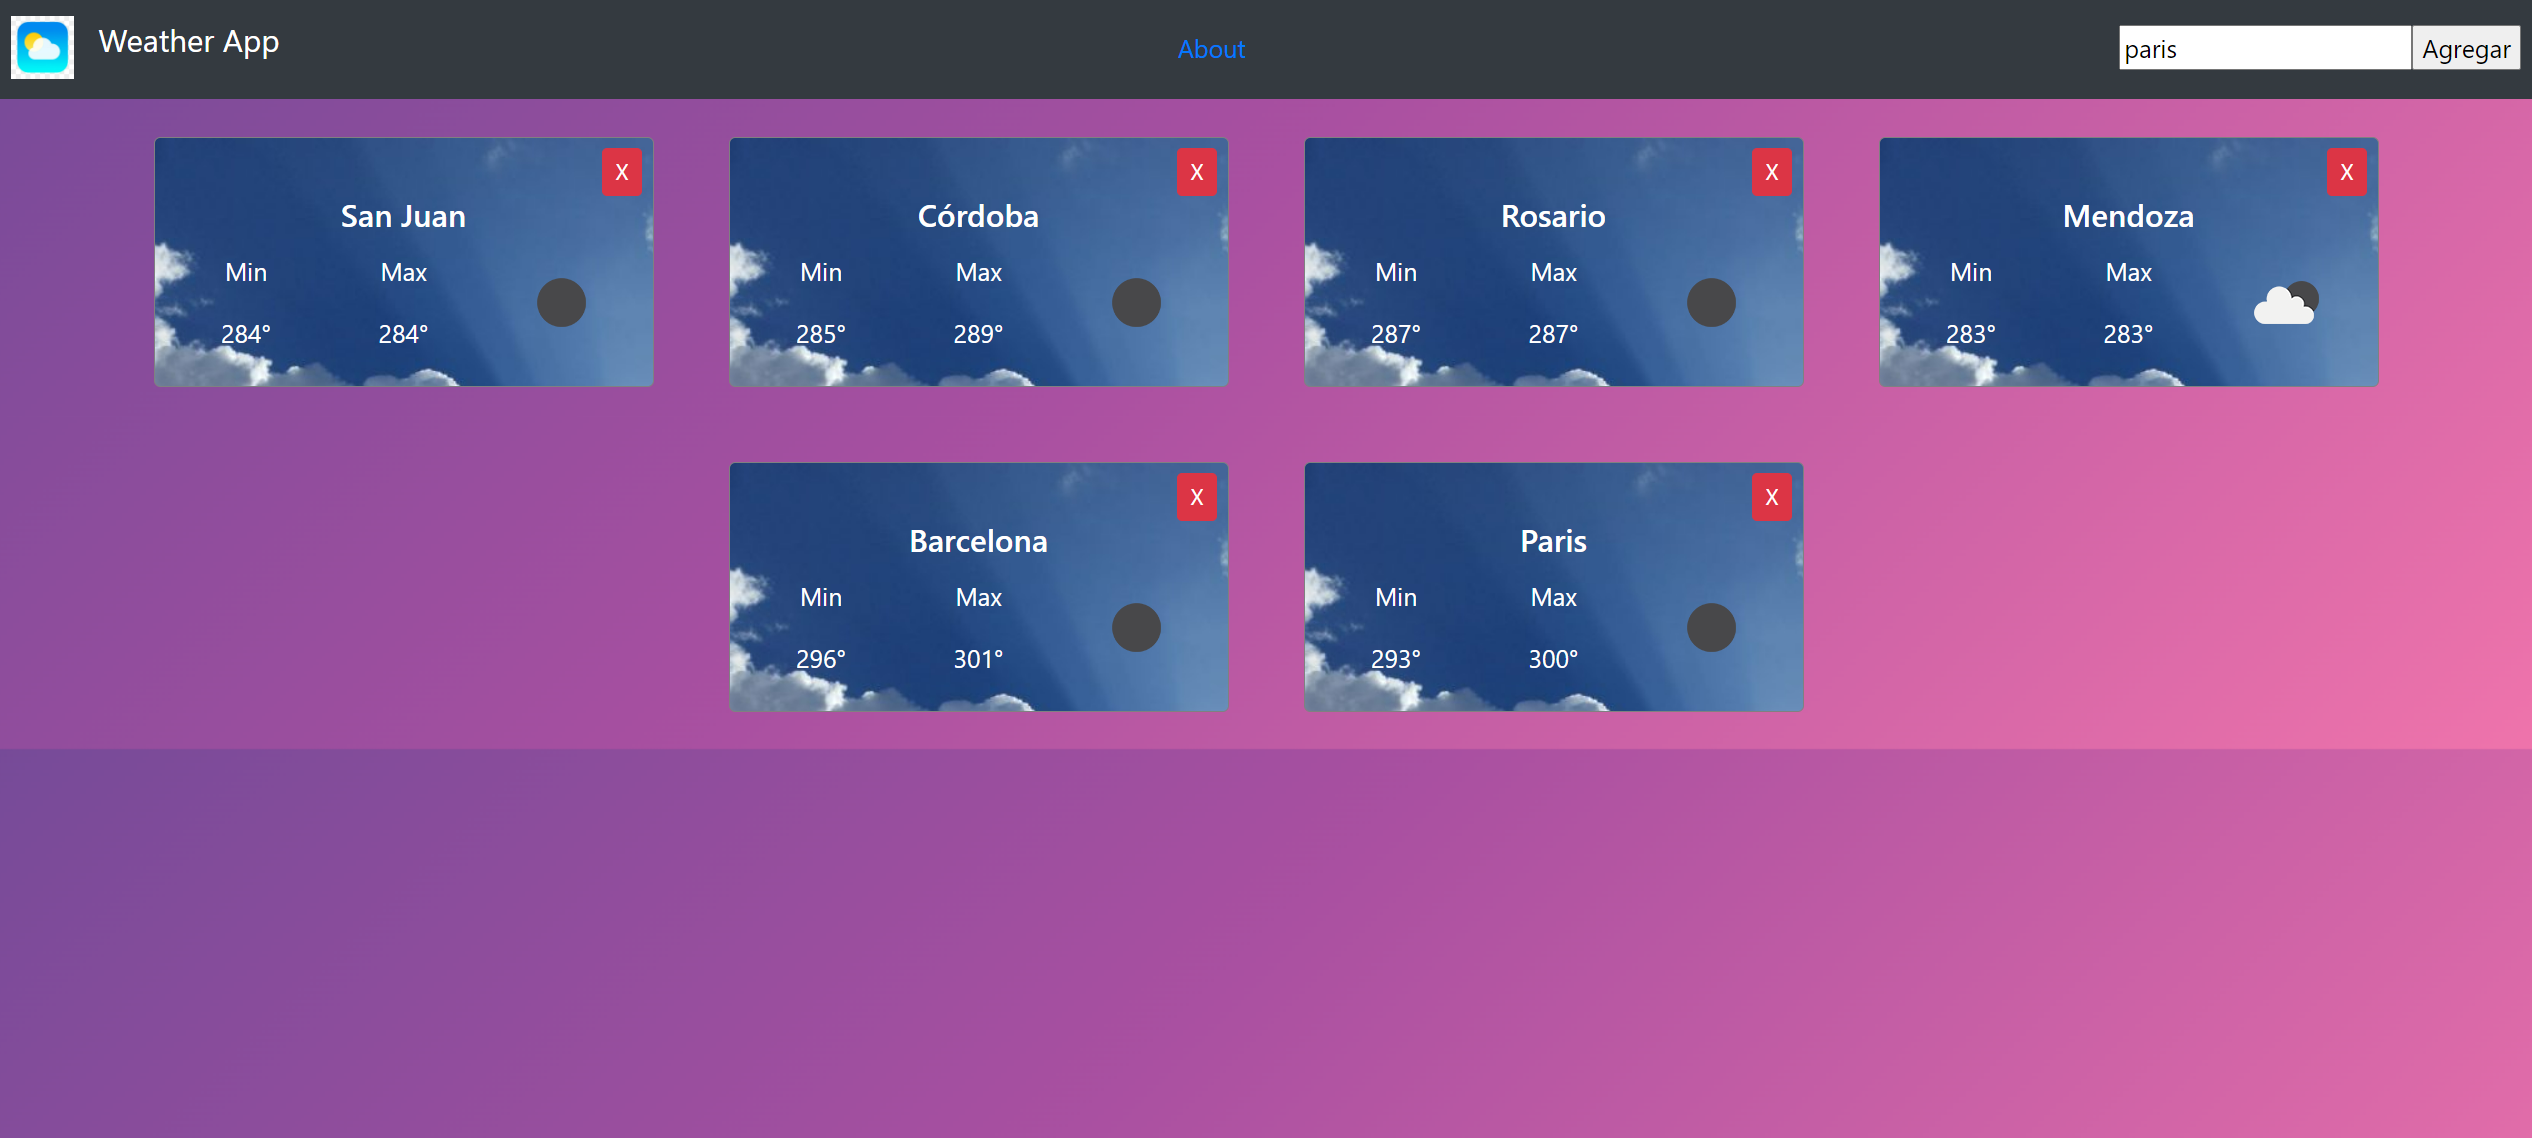 Weather App
About
paris
Agregar
X
San Juan
Min Max
284° 284°
X
Córdoba
Min Max
285° 289°
X
Rosario
Min Max
287° 287°
X
Mendoza
Min Max
283° 283°
X
Barcelona
Min Max
296° 301°
X
Paris
Min Max
293° 300°